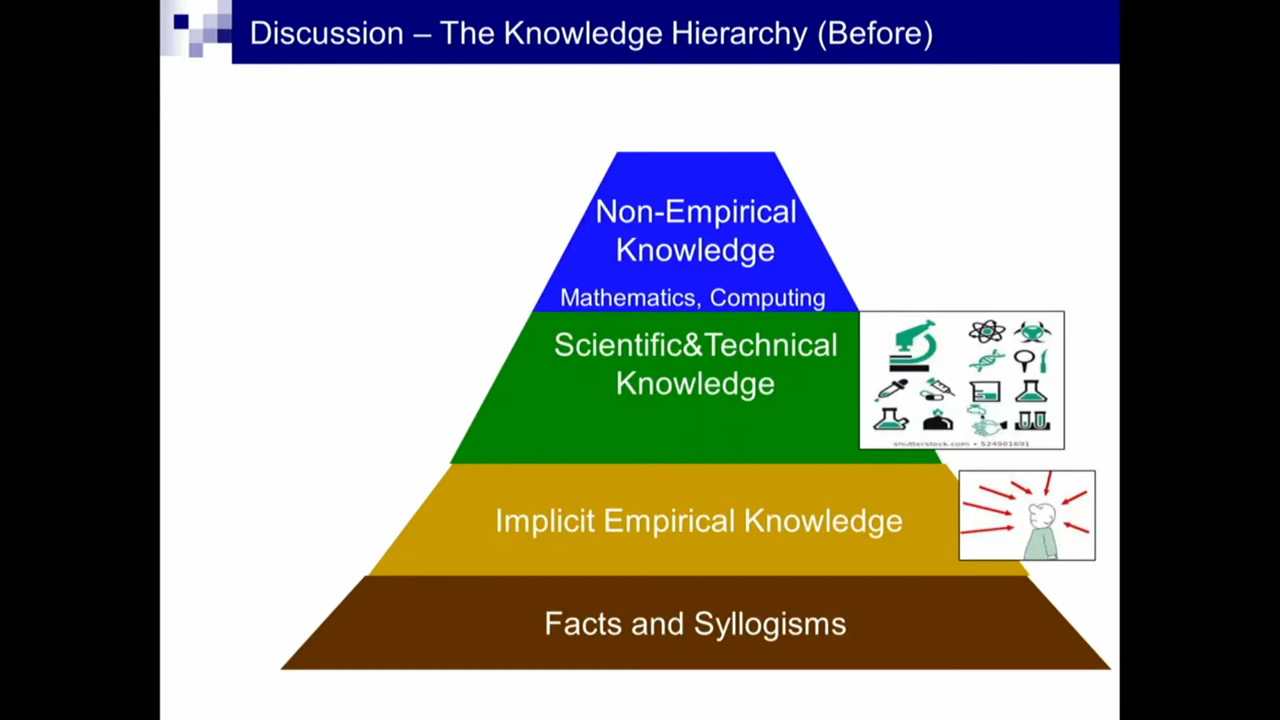 Discussion – The Knowledge Hierarchy (Before)
Non-Empirical
Knowledge
Mathematics, Computing
Scientific&Technical
Knowledge
shutterstock.com • 524901691
Implicit Empirical Knowledge
Facts and Syllogisms